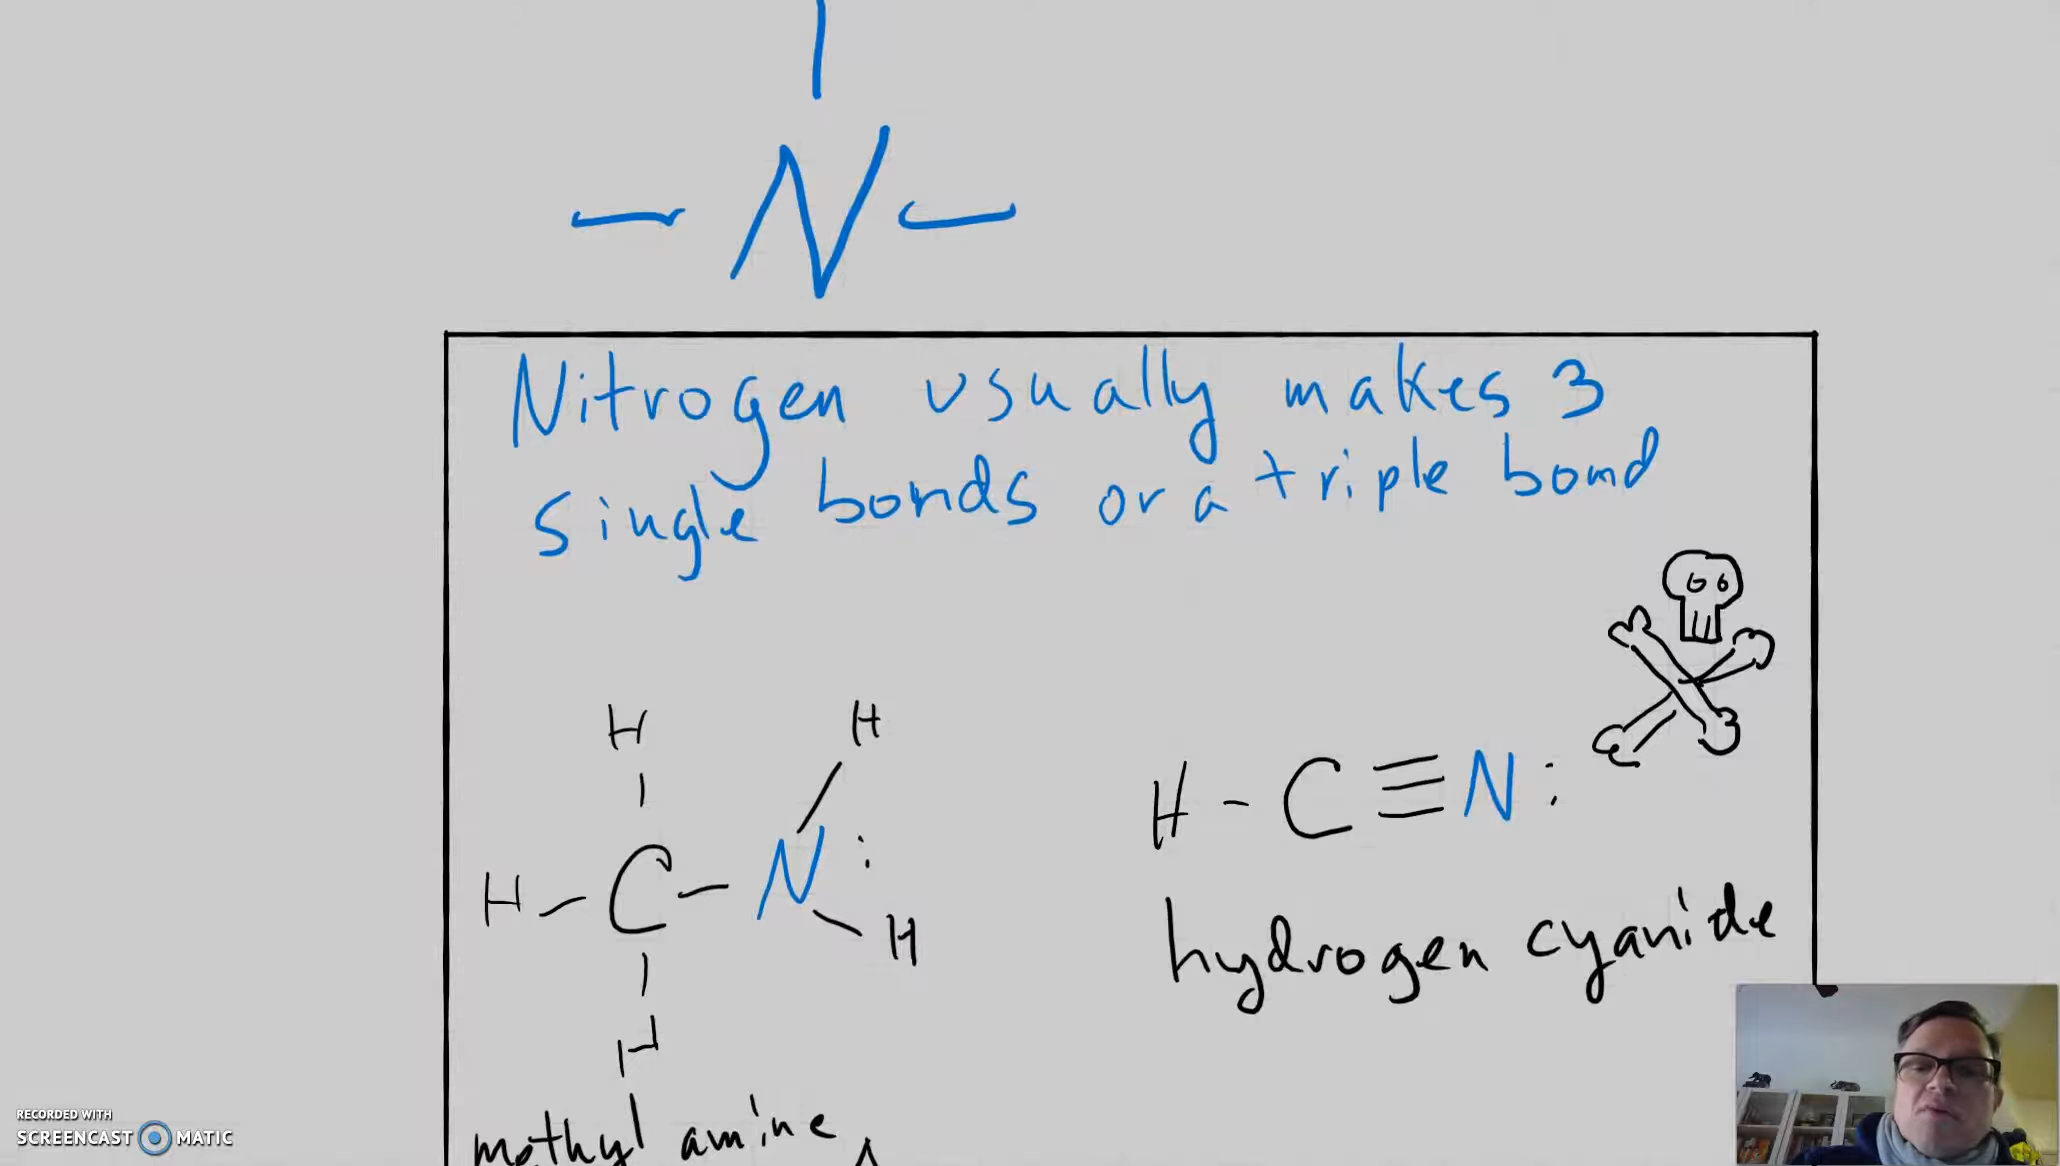 N
Nitrogen usually makes 3
single bonds or a triple bond
H H
H - C ≡ N :
H - C - N :
H
H
hydrogen cyanide
methyl amine
RECORDED WITH
SCREENCAST MATIC